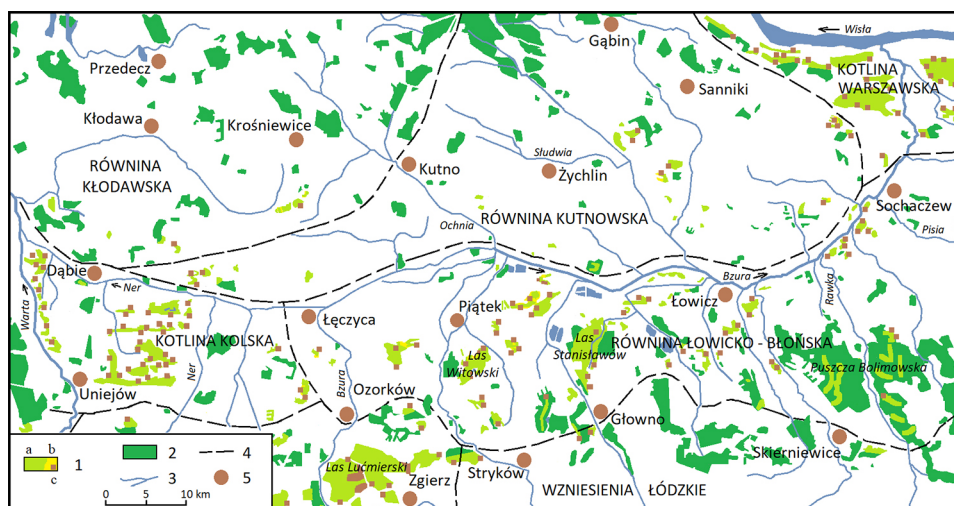 Gąbin
Wisła
Przedecz
KOTLINA
WARSZAWSKA
Sanniki
Kłodawa
Krośniewice
RÓWNINA
KŁODAWSKA
Kutno
Słudwia
Żychlin
Sochaczew
RÓWNINA KUTNOWSKA
Ochnia
Pisia
Dąbie
Ner
Bzura
Rawka
Łowicz
Warta
Łęczyca
Piątek
KOTLINA KOLSKA
Las
Stanisławów
RÓWNINA ŁOWICKO - BŁOŃSKA
Las
Witowski
Ner
Puszcza Bolimowska
Uniejów
Bzura
Ozorków
Głowno
Skierniewice
Las Lućmierski
Zgierz
Stryków
WZNIESIENIA ŁÓDZKIE
a b
c
1
2
3
4
5
0 5 10 km